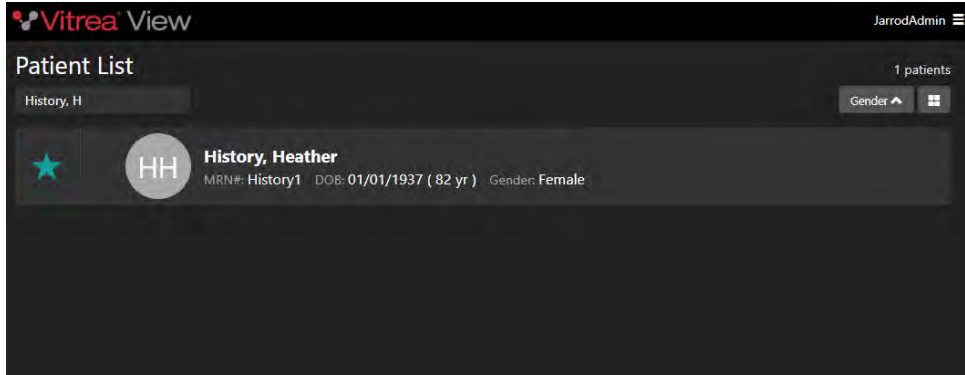 Vitrea® View
JarrodAdmin
Patient List
1 patients
History, H
Gender
HH
History, Heather
MRN#: History1 DOB: 01/01/1937 ( 82 yr ) Gender: Female